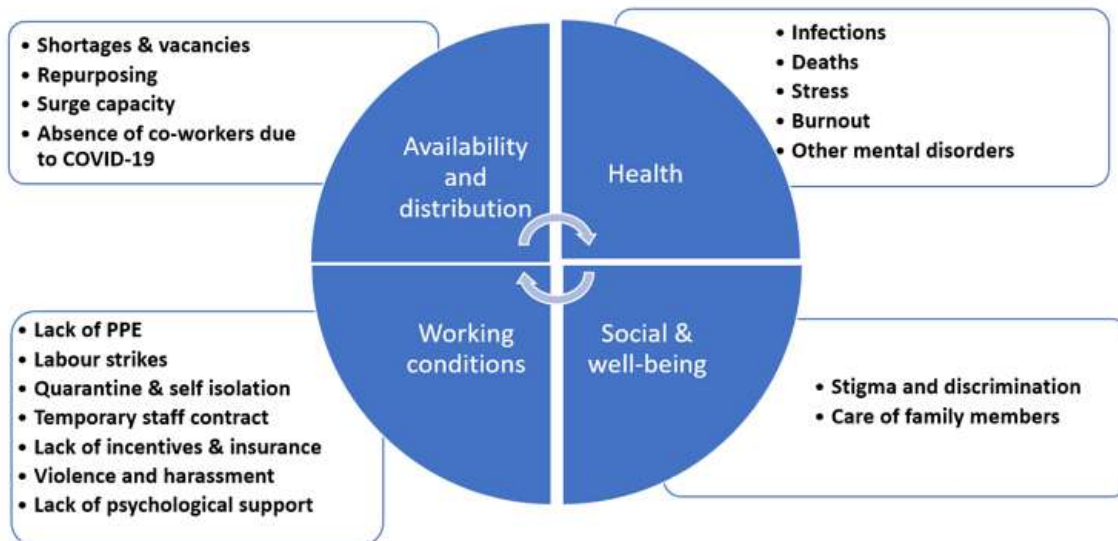 • Shortages & vacancies
• Repurposing
• Surge capacity
• Absence of co-workers due
to COVID-19
Availability
and
distribution
Health
• Infections
• Deaths
• Stress
• Burnout
• Other mental disorders
• Lack of PPE
• Labour strikes
• Quarantine & self isolation
• Temporary staff contract
• Lack of incentives & insurance
• Violence and harassment
• Lack of psychological support
Working
conditions
Social &
well-being
• Stigma and discrimination
• Care of family members